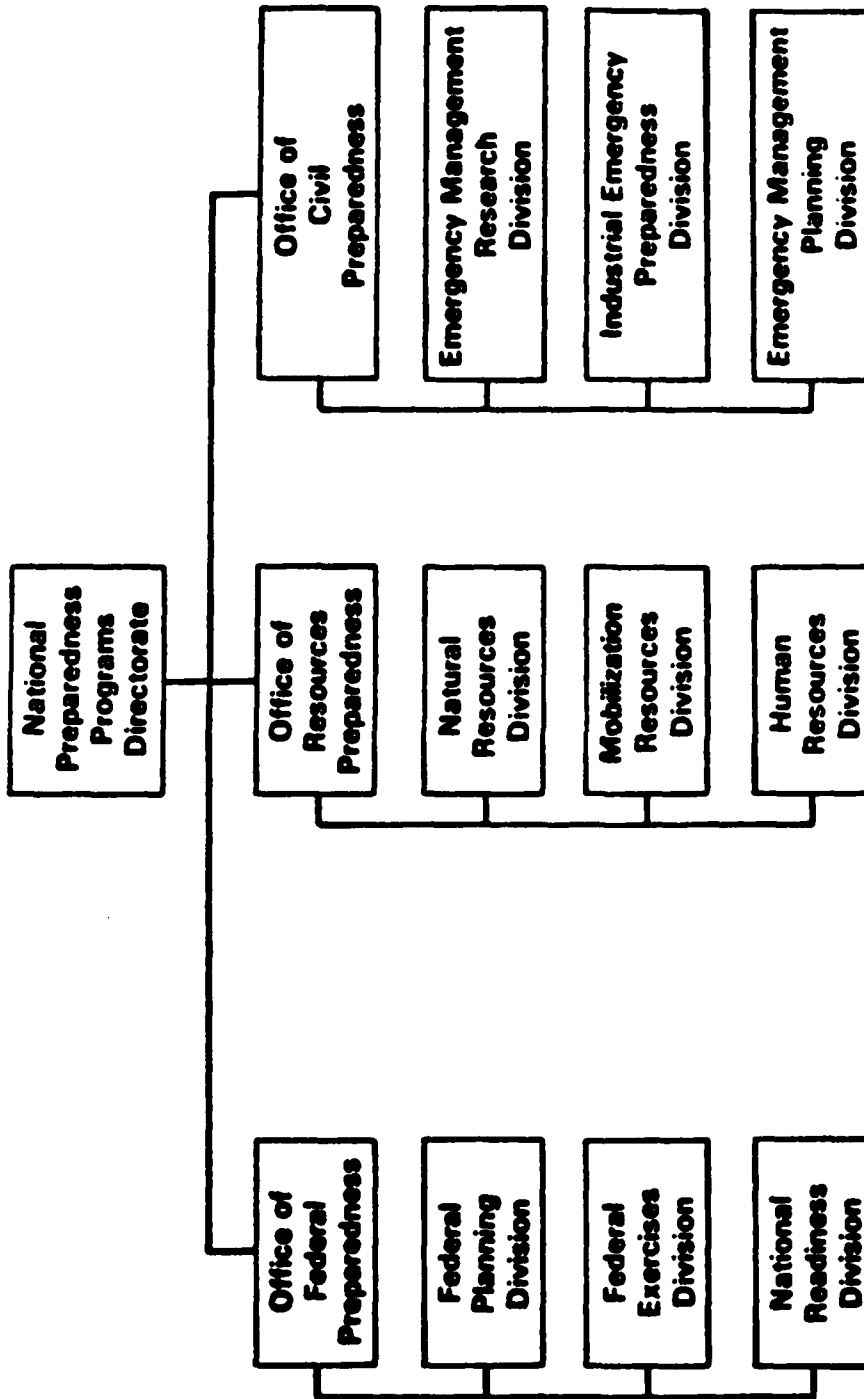 National
Preparedness
Programs
Directorate
Office of
Federal
Preparedness
Federal
Planning
Division
Federal
Exercises
Division
National
Readiness
Division
Office of
Resources
Preparedness
Natural
Resources
Division
Mobilization
Resources
Division
Human
Resources
Division
Office of
Civil
Preparedness
Emergency Management
Research
Division
Industrial Emergency
Preparedness
Division
Emergency Management
Planning
Division